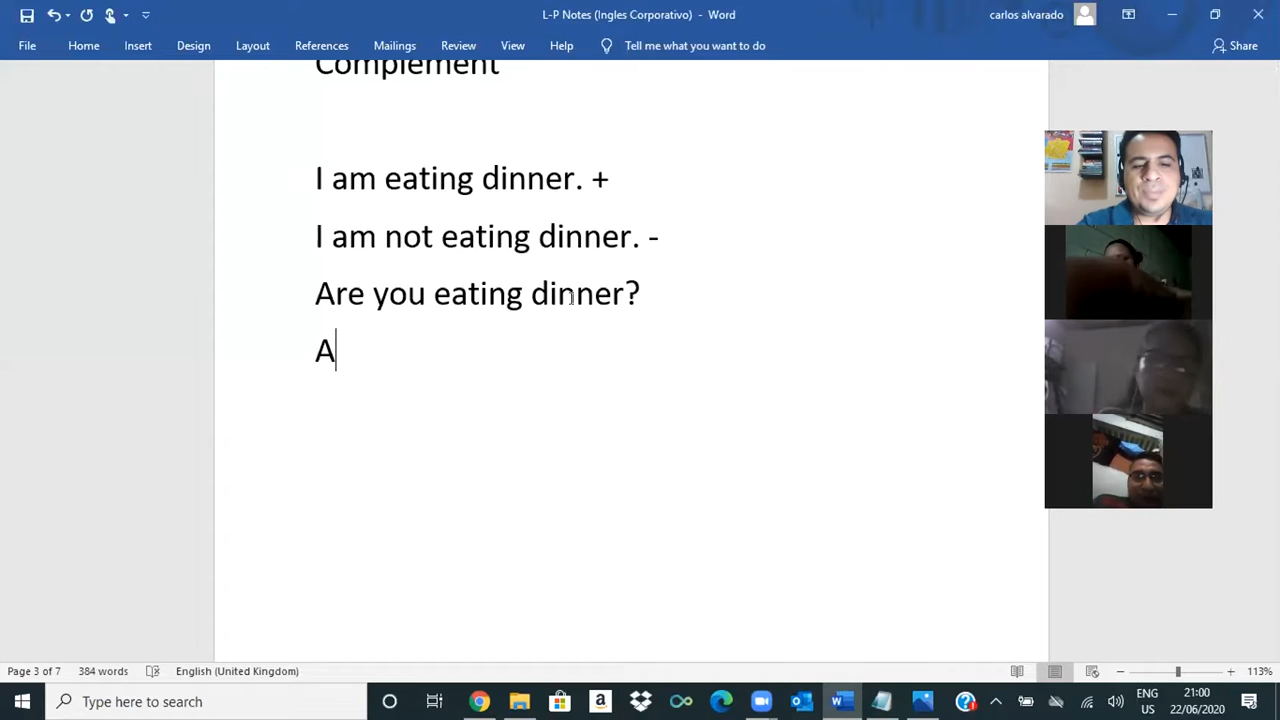 L-P Notes (Ingles Corporativo) - Word
carlos alvarado
File Home Insert Design Layout References Mailings Review View Help Tell me what you want to do Share
Complement
I am eating dinner. +
I am not eating dinner. -
Are you eating dinner?
A
Page 3 of 7 384 words English (United Kingdom) 113%
Type here to search
ENG 21:00
22/06/2020